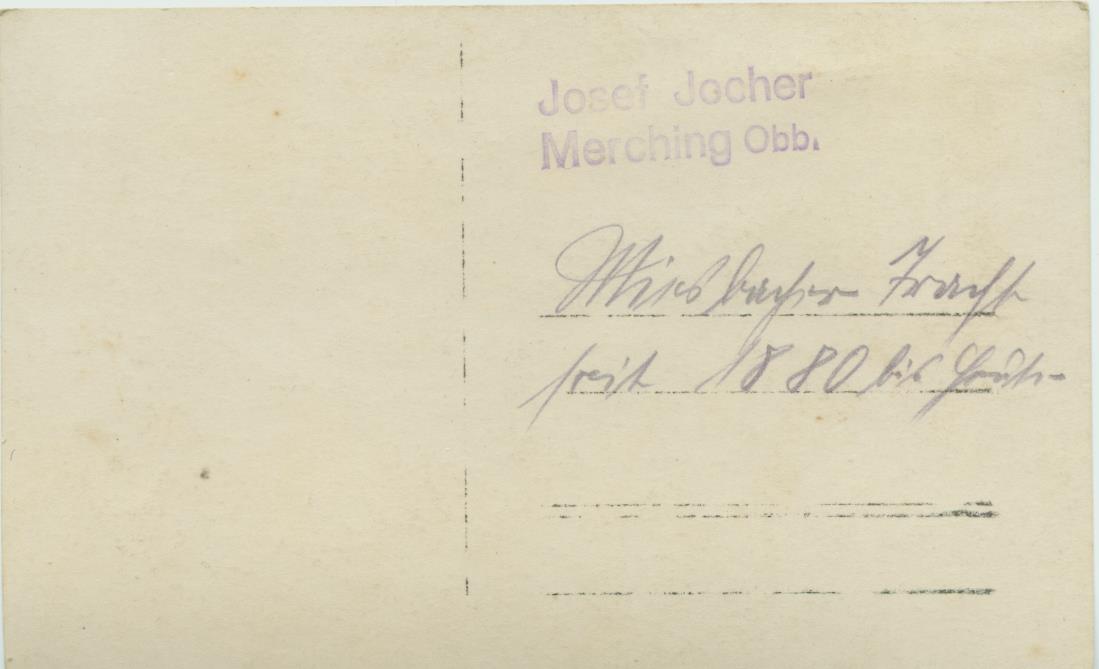 Josef Jocher
Merching Obb.
Miesbacher Tracht
seit 1880 bis heute